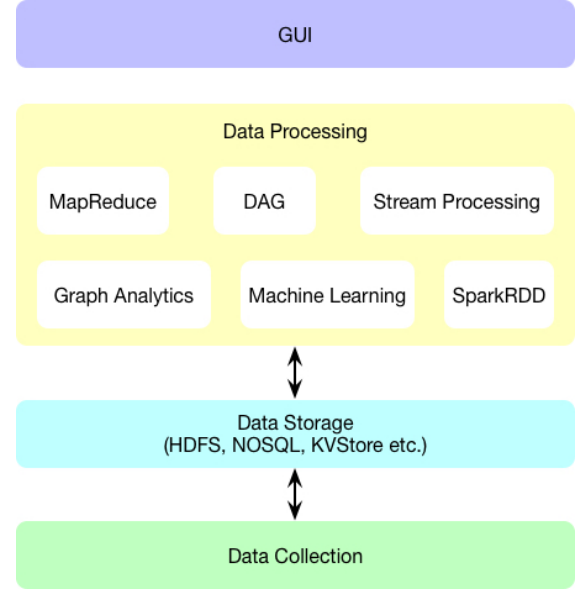 GUI
Data Processing
MapReduce
DAG
Stream Processing
Graph Analytics
Machine Learning
SparkRDD
Data Storage
(HDFS, NOSQL, KVStore etc.)
Data Collection